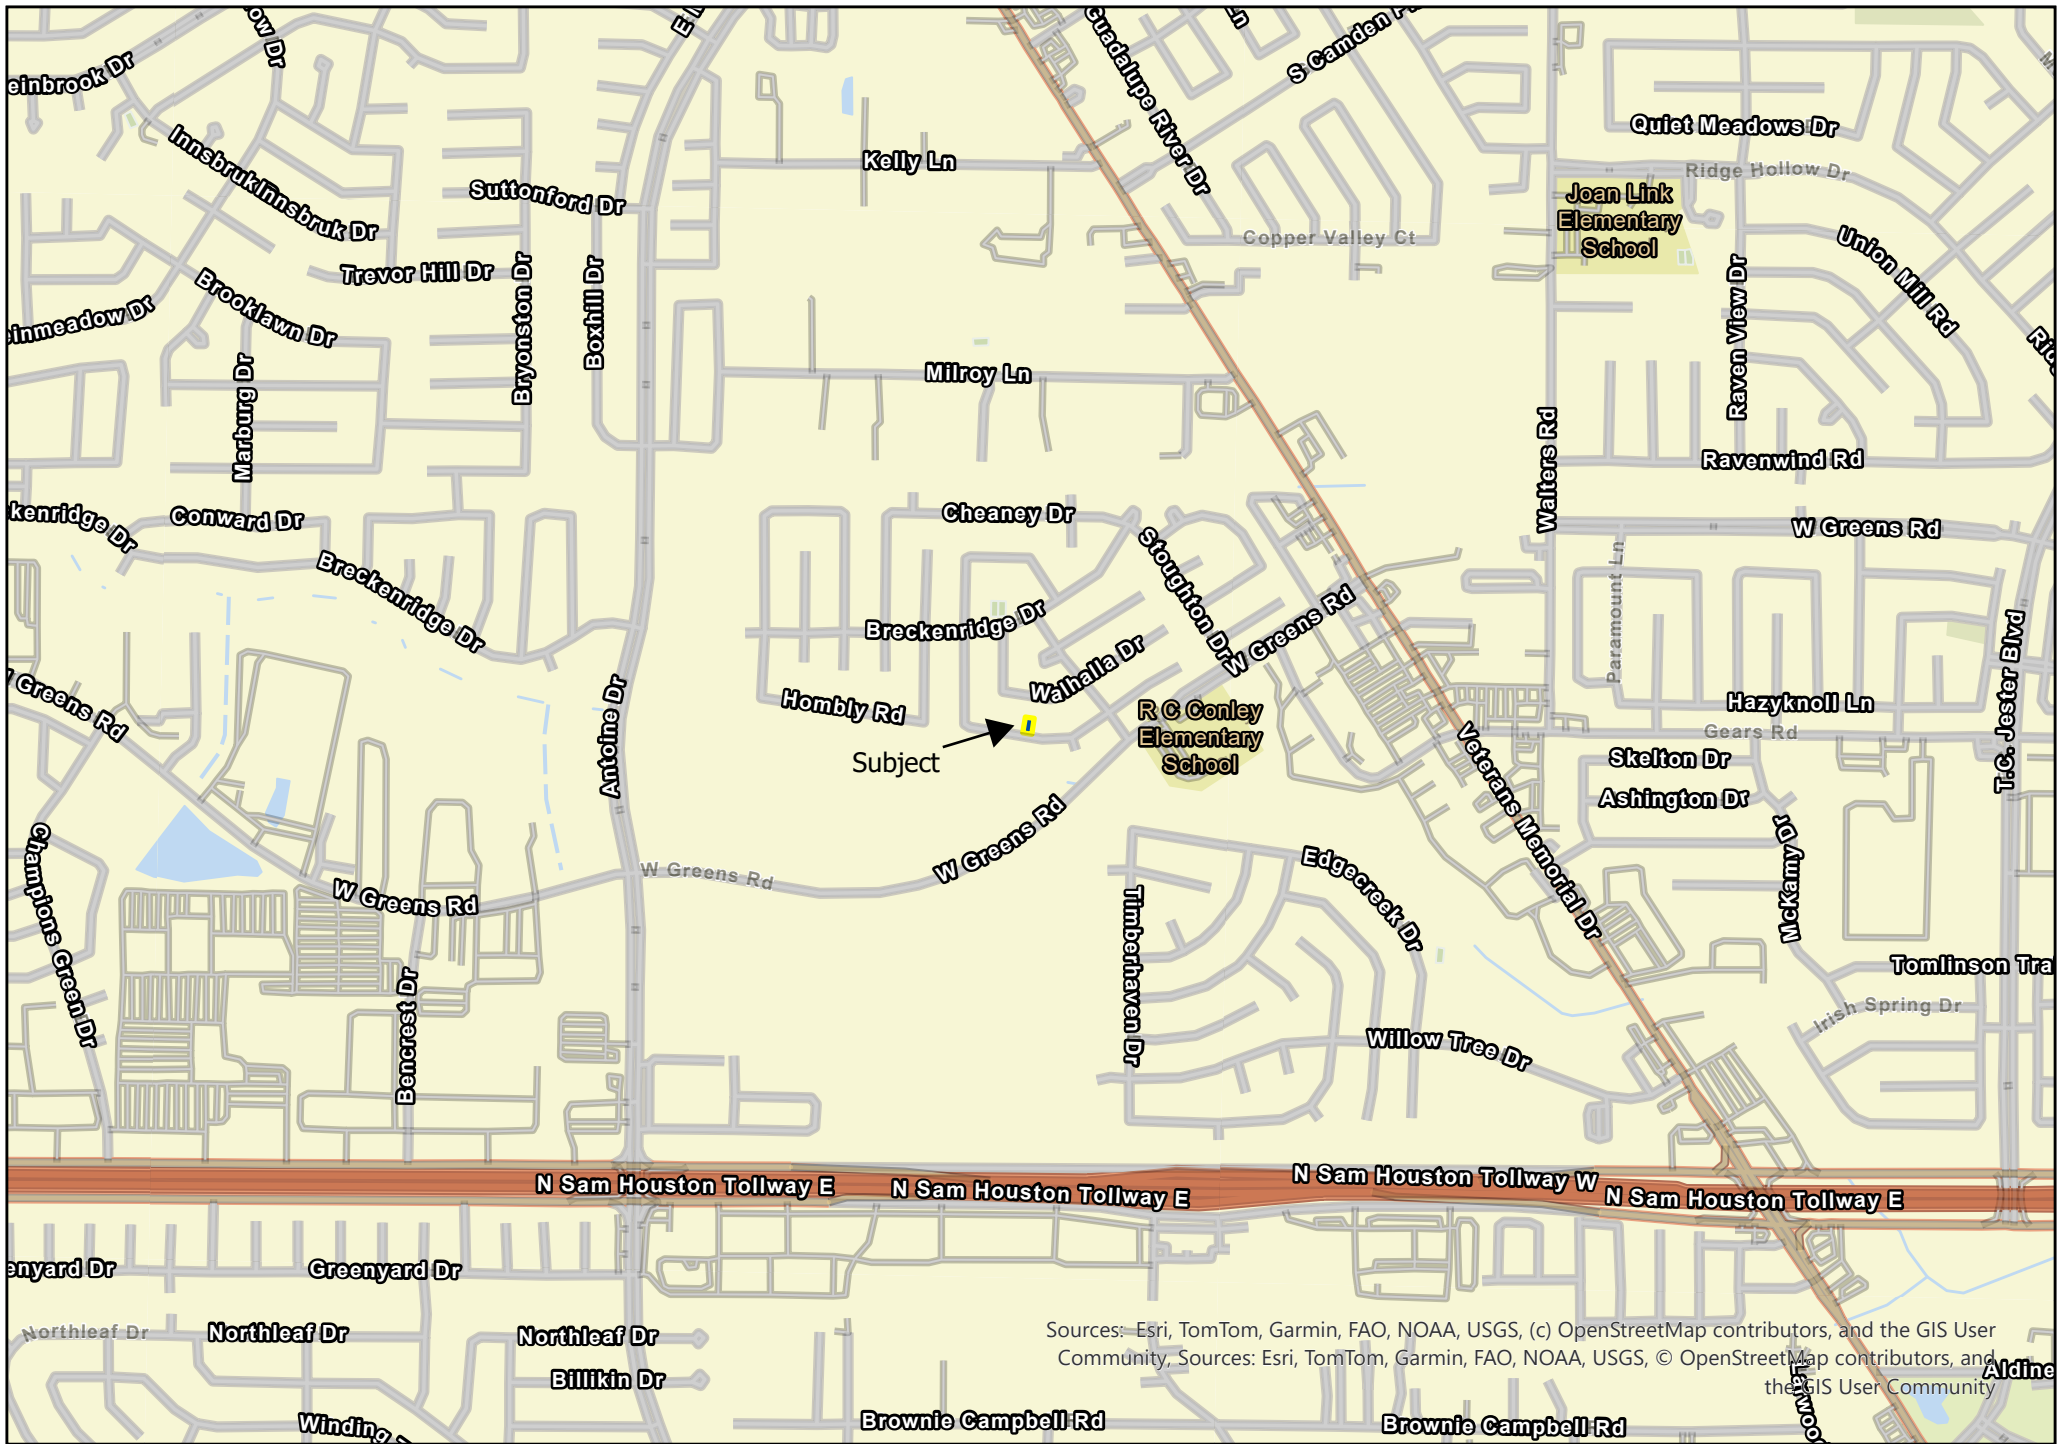 einbrook Dr
ow Dr
S Camden P
Guadalupe River Dr
Ln
Quiet Meadows Dr
Innsbruk
Innsbruk Dr
Kelly Ln
Ridge Hollow Dr
Suttonford Dr
Joan Link
Elementary
School
Copper Valley Ct
Union Mill Rd
Trevor Hill Dr
Bryonston Dr
Boxhill Dr
Raven View Dr
Brooklawn Dr
einmeadow Dr
Marburg Dr
Milroy Ln
Walters Rd
Ravenwind Rd
kenridge Dr
Conward Dr
Cheaney Dr
W Greens Rd
Stoughton Dr
Breckenridge Dr
Breckenridge Dr
W Greens Rd
Paramount Ln
T.C. Jester Blvd
Greens Rd
Antoine Dr
Hombly Rd
Walhalla Dr
R C Conley
Elementary
School
Hazyknoll Ln
Gears Rd
Subject
Veterans Memorial Dr
Skelton Dr
Ashington Dr
McKamy Dr
Champions Green Dr
W Greens Rd
W Greens Rd
W Greens Rd
Timberhaven Dr
Edgecreek Dr
Bencrest Dr
Tomlinson Tra
Irish Spring Dr
Willow Tree Dr
N Sam Houston Tollway E
N Sam Houston Tollway E
N Sam Houston Tollway W
N Sam Houston Tollway E
enyard Dr
Greenyard Dr
Northleaf Dr
Northleaf Dr
Northleaf Dr
Billikin Dr
Winding
Brownie Campbell Rd
Brownie Campbell Rd
Aldine
Sources: Esri, TomTom, Garmin, FAO, NOAA, USGS, (c) OpenStreetMap contributors, and the GIS User
Community, Sources: Esri, TomTom, Garmin, FAO, NOAA, USGS, © OpenStreetMap contributors, and
the GIS User Community